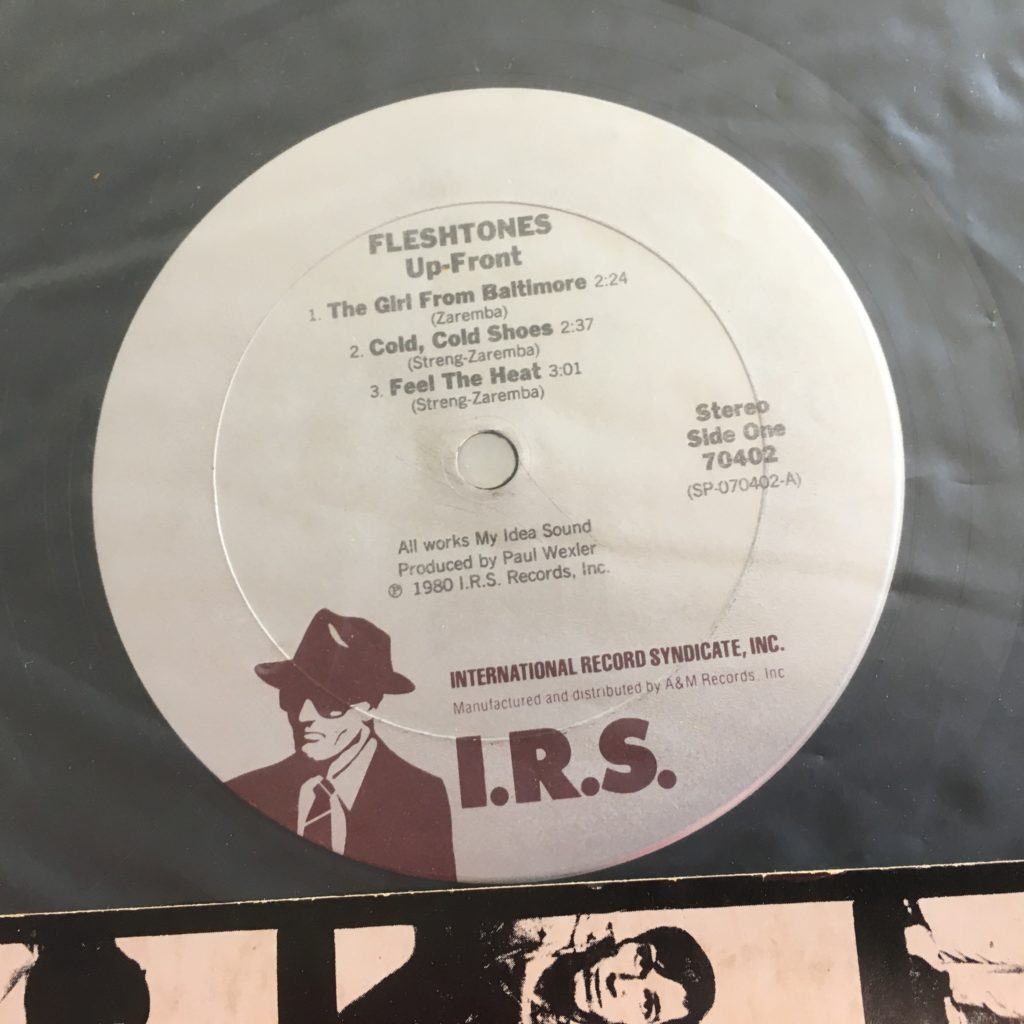 FLESHTONES
Up-Front
1. The Girl From Baltimore 2:24
(Zaremba)
2. Cold, Cold Shoes 2:37
(Streng-Zaremba)
3. Feel The Heat 3:01
(Streng-Zaremba)
Stereo
Side One
70402
(SP-070402-A)
All works My Idea Sound
Produced by Paul Wexler
℗ 1980 I.R.S. Records, Inc.
INTERNATIONAL RECORD SYNDICATE, INC.
Manufactured and distributed by A&M Records, Inc
I.R.S.